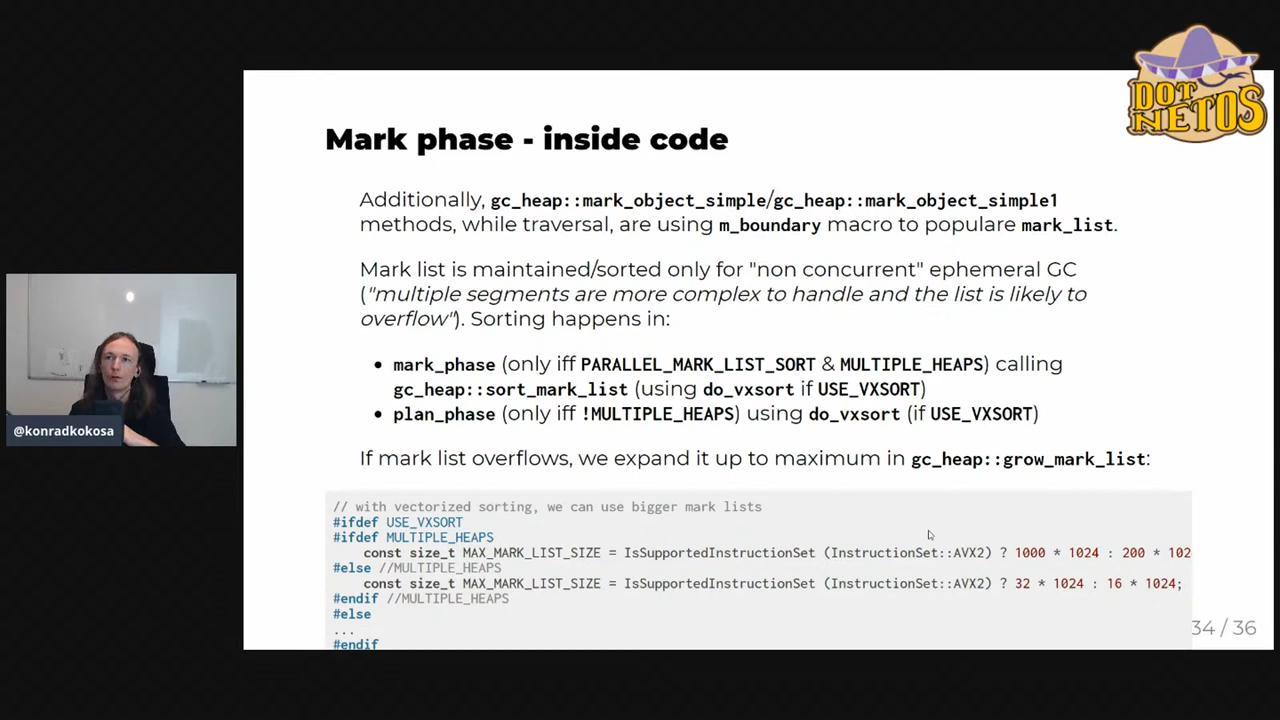 DOT
NETOS
Mark phase - inside code
Additionally, gc_heap::mark_object_simple/gc_heap::mark_object_simple1
methods, while traversal, are using m_boundary macro to populare mark_list.
Mark list is maintained/sorted only for "non concurrent" ephemeral GC
("multiple segments are more complex to handle and the list is likely to
overflow"). Sorting happens in:
• mark_phase (only iff PARALLEL_MARK_LIST_SORT & MULTIPLE_HEAPS) calling
gc_heap::sort_mark_list (using do_vxsort if USE_VXSORT)
• plan_phase (only iff !MULTIPLE_HEAPS) using do_vxsort (if USE_VXSORT)
@konradkokosa
If mark list overflows, we expand it up to maximum in gc_heap::grow_mark_list:
// with vectorized sorting, we can use bigger mark lists
#ifdef USE_VXSORT
#ifdef MULTIPLE_HEAPS
const size_t MAX_MARK_LIST_SIZE = IsSupportedInstructionSet (InstructionSet::AVX2) ? 1000 * 1024 : 200 * 102
#else //MULTIPLE_HEAPS
const size_t MAX_MARK_LIST_SIZE = IsSupportedInstructionSet (InstructionSet::AVX2) ? 32 * 1024 : 16 * 1024;
#endif //MULTIPLE_HEAPS
#else
...
#endif
34 / 36